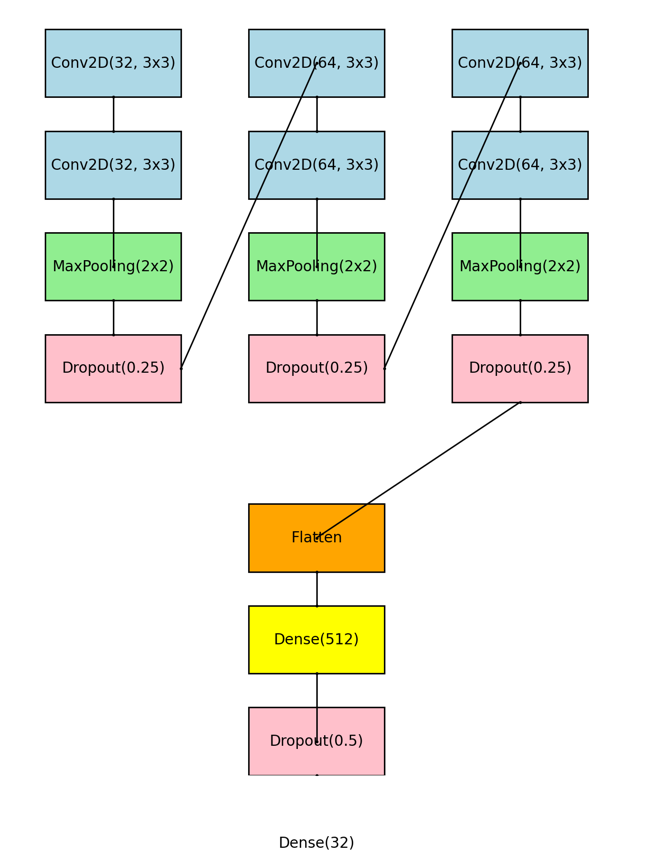 Conv2D(32, 3x3)
Conv2D(32, 3x3)
MaxPooling(2x2)
Dropout(0.25)
Conv2D(64, 3x3)
Conv2D(64, 3x3)
MaxPooling(2x2)
Dropout(0.25)
Conv2D(64, 3x3)
Conv2D(64, 3x3)
MaxPooling(2x2)
Dropout(0.25)
Flatten
Dense(512)
Dropout(0.5)
Dense(32)